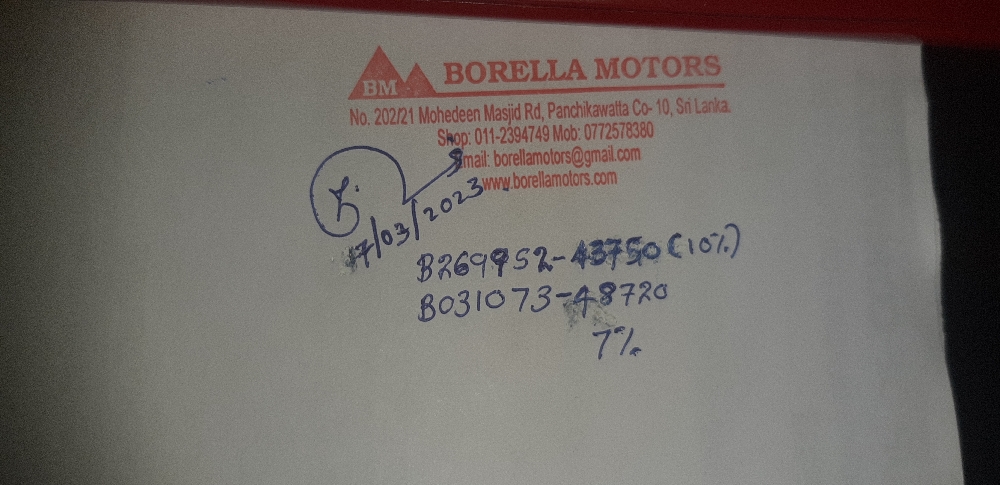 BM BORELLA MOTORS
No. 202/21 Mohedeen Masjid Rd, Panchikawatta Co- 10, Sri Lanka.
Shop: 011-2394749 Mob: 0772578380
Email: borellamotors@gmail.com
www.borellamotors.com
17/03/2023
B269952-43750 (10%)
B031073-48720
7%